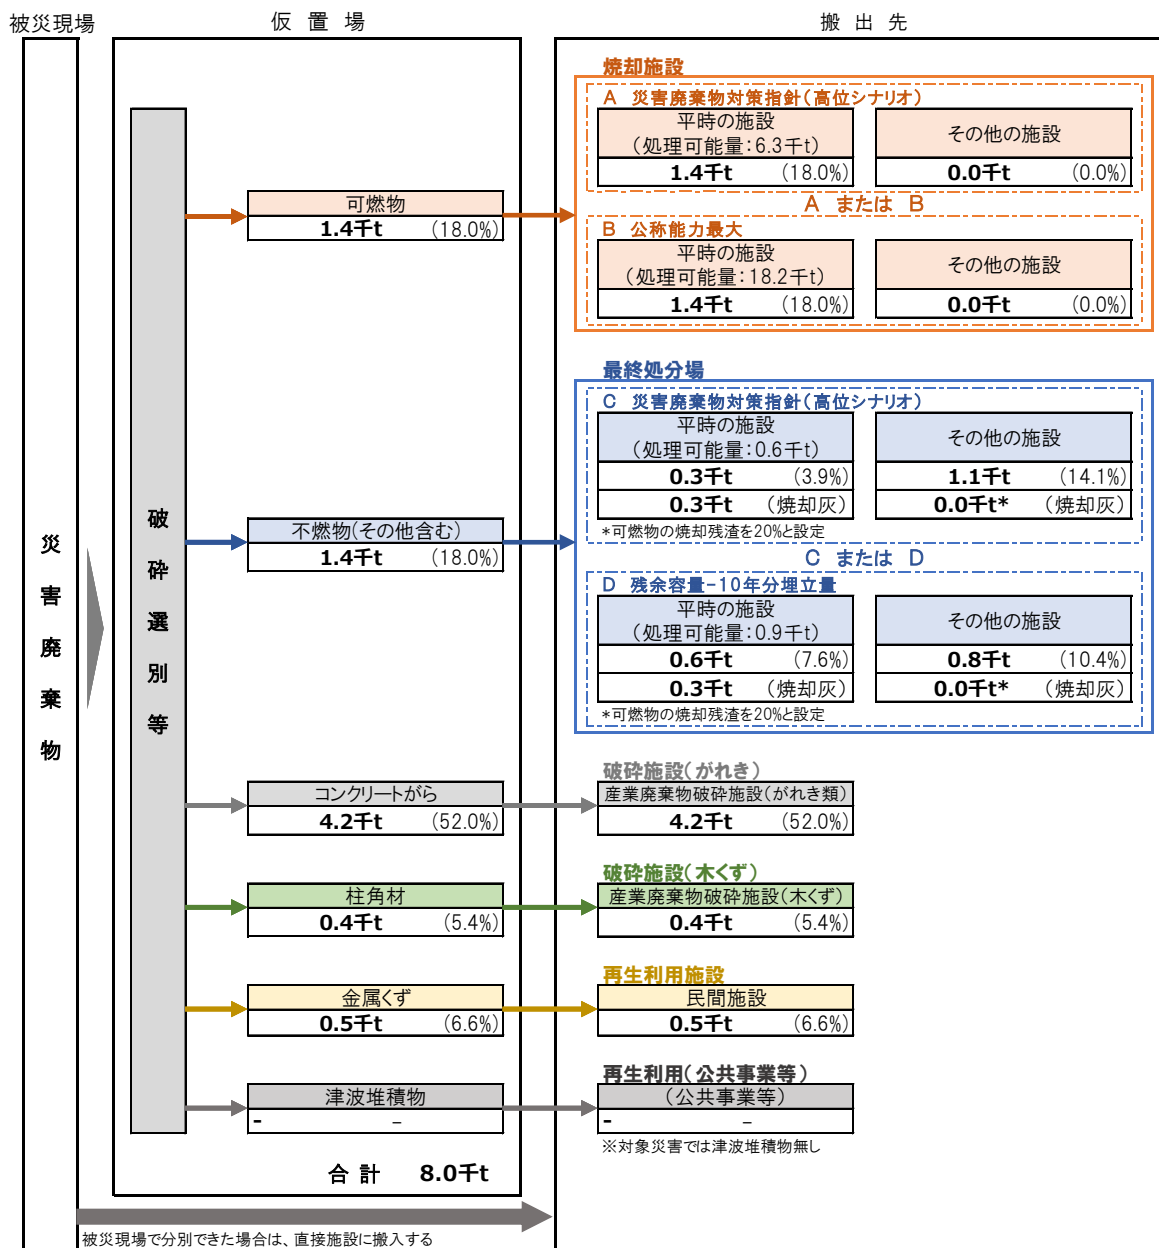 被災現場
仮 置 場
搬 出 先
災害廃棄物
破砕選別等
焼却施設
A 災害廃棄物対策指針(高位シナリオ)
平時の施設
(処理可能量:6.3千t)
その他の施設
1.4千t (18.0%)
0.0千t (0.0%)
A または B
可燃物
1.4千t (18.0%)
B 公称能力最大
平時の施設
(処理可能量:18.2千t)
その他の施設
1.4千t (18.0%)
0.0千t (0.0%)
最終処分場
C 災害廃棄物対策指針(高位シナリオ)
平時の施設
(処理可能量:0.6千t)
その他の施設
0.3千t (3.9%)
1.1千t (14.1%)
0.3千t (焼却灰)
0.0千t* (焼却灰)
*可燃物の焼却残渣を20%と設定
不燃物(その他含む)
1.4千t (18.0%)
C または D
D 残余容量-10年分埋立量
平時の施設
(処理可能量:0.9千t)
その他の施設
0.6千t (7.6%)
0.8千t (10.4%)
0.3千t (焼却灰)
0.0千t* (焼却灰)
*可燃物の焼却残渣を20%と設定
破砕施設(がれき)
コンクリートがら
産業廃棄物破砕施設(がれき類)
4.2千t (52.0%)
4.2千t (52.0%)
破砕施設(木くず)
柱角材
産業廃棄物破砕施設(木くず)
0.4千t (5.4%)
0.4千t (5.4%)
再生利用施設
金属くず
民間施設
0.5千t (6.6%)
0.5千t (6.6%)
再生利用(公共事業等)
津波堆積物
(公共事業等)
- -
- -
※対象災害では津波堆積物無し
合 計 8.0千t
被災現場で分別できた場合は、直接施設に搬入する